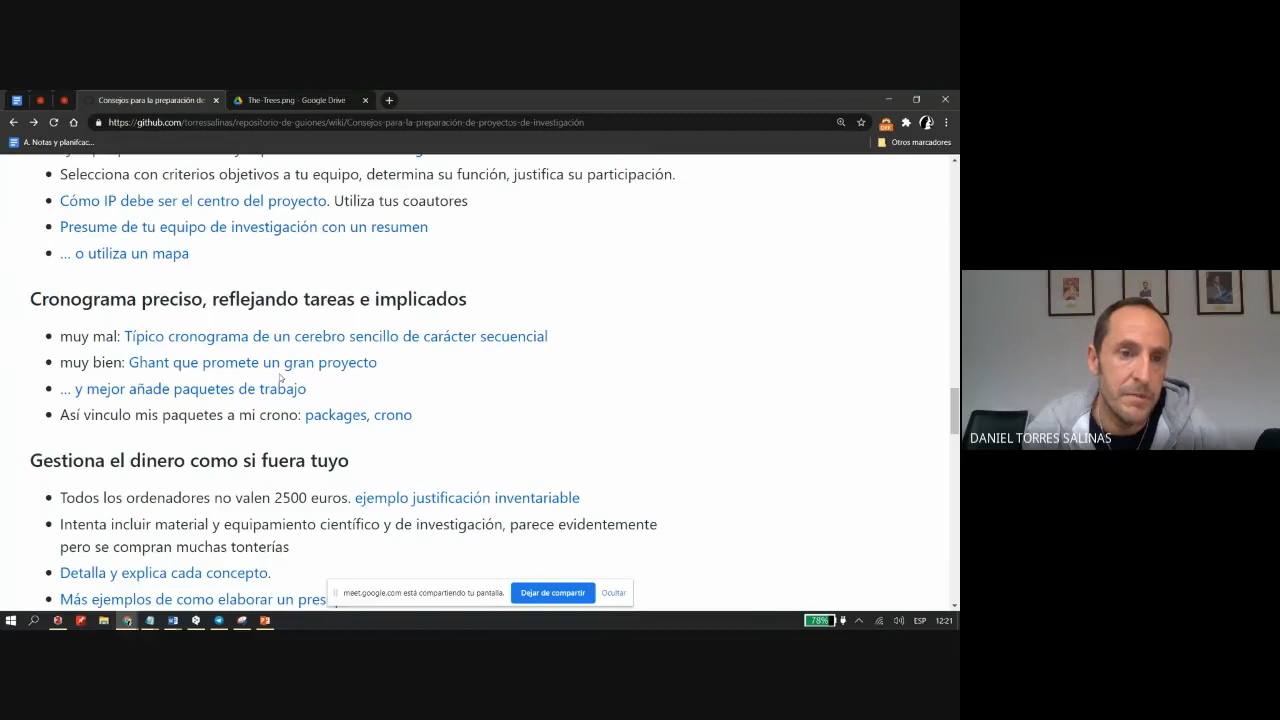 Consejos para la preparación de
The-Trees.png - Google Drive
https://github.com/torressalinas/repositorio-de-guiones/wiki/Consejos-para-la-preparación-de-proyectos-de-investigación
A. Notas y planifcac...
Otros marcadores
Selecciona con criterios objetivos a tu equipo, determina su función, justifica su participación.
Cómo IP debe ser el centro del proyecto. Utiliza tus coautores
Presume de tu equipo de investigación con un resumen
... o utiliza un mapa
Cronograma preciso, reflejando tareas e implicados
muy mal: Típico cronograma de un cerebro sencillo de carácter secuencial
muy bien: Ghant que promete un gran proyecto
... y mejor añade paquetes de trabajo
Así vinculo mis paquetes a mi crono: packages, crono
Gestiona el dinero como si fuera tuyo
Todos los ordenadores no valen 2500 euros. ejemplo justificación inventariable
Intenta incluir material y equipamiento científico y de investigación, parece evidentemente
pero se compran muchas tonterías
Detalla y explica cada concepto.
Más ejemplos de como elaborar un pres
meet.google.com está compartiendo tu pantalla.
Dejar de compartir
Ocultar
78%
ESP
12:21
DANIEL TORRES SALINAS